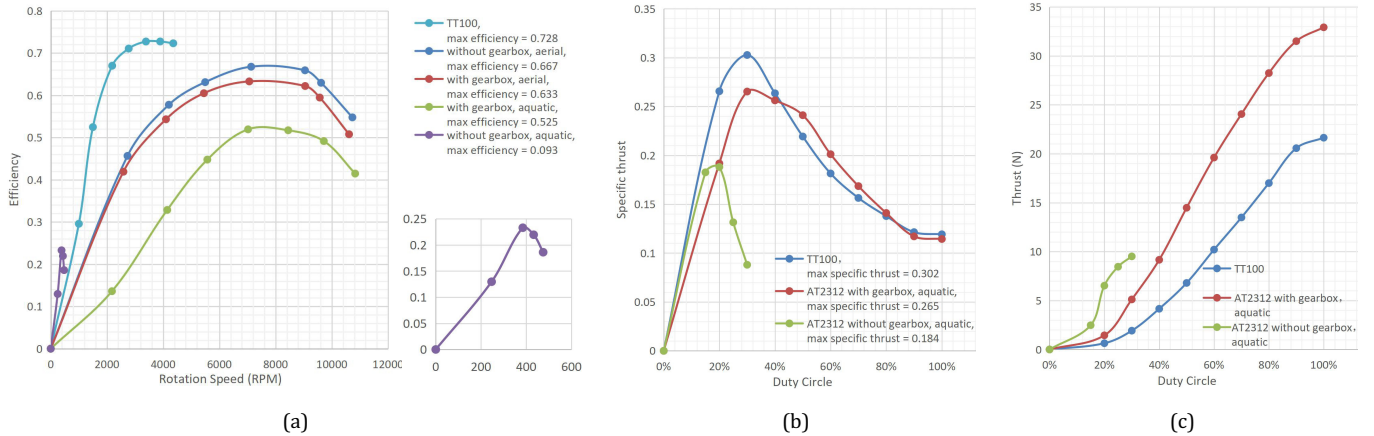 0.8
0.7
0.6
0.5
0.4
0.3
0.2
0.1
0
Efficiency
0
2000
4000
6000
8000
10000
12000
Rotation Speed (RPM)
TT100,
max efficiency = 0.728
without gearbox, aerial,
max efficiency = 0.667
with gearbox, aerial,
max efficiency = 0.633
with gearbox, aquatic,
max efficiency = 0.525
without gearbox, aquatic,
max efficiency = 0.093
0.25
0.20
0.15
0.10
0.05
0
0
200
400
600
(a)
0.35
0.3
0.25
0.2
0.15
0.1
0.05
0
Specific thrust
0%
20%
40%
60%
80%
100%
Duty Circle
TT100,
max specific thrust = 0.302
AT2312 with gearbox, aquatic,
max specific thrust = 0.265
AT2312 without gearbox, aquatic,
max specific thrust = 0.184
(b)
35
30
25
20
15
10
5
0
Thrust (N)
0%
20%
40%
60%
80%
100%
Duty Circle
TT100
AT2312 with gearbox,
aquatic
AT2312 without gearbox,
aquatic
(c)